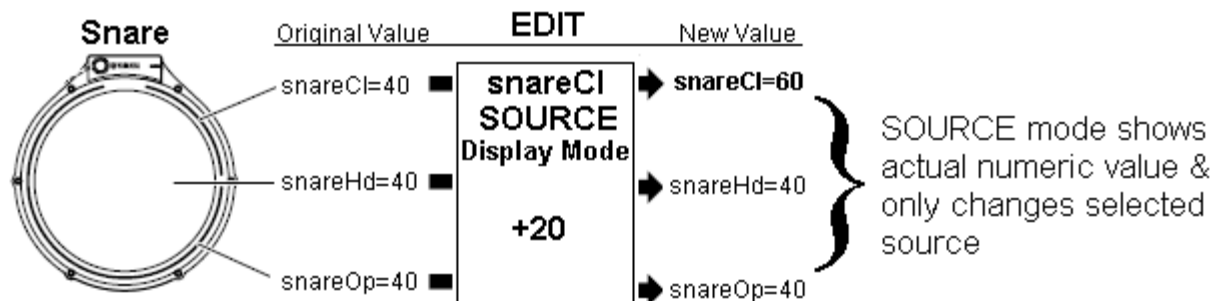 Snare
Original Value
EDIT
New Value
snareCl=40
snareHd=40
snareOp=40
snareCl
SOURCE
Display Mode
+20
snareCl=60
snareHd=40
snareOp=40
SOURCE mode shows
actual numeric value &
only changes selected
source